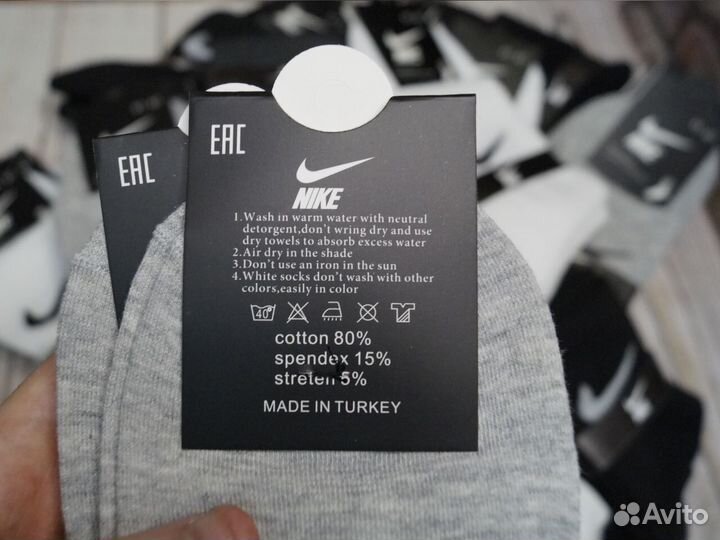 EAC
EAC
NIKE
1.Wash in warm water with neutral
detorgent,don't wring dry and use
dry towels to absorb excess water
2.Air dry in the shade
3.Don't use an iron in the sun
4.White socks don't wash with other
colors,easily in color
40°
cotton 80%
spendex 15%
streten 5%
MADE IN TURKEY
Avito